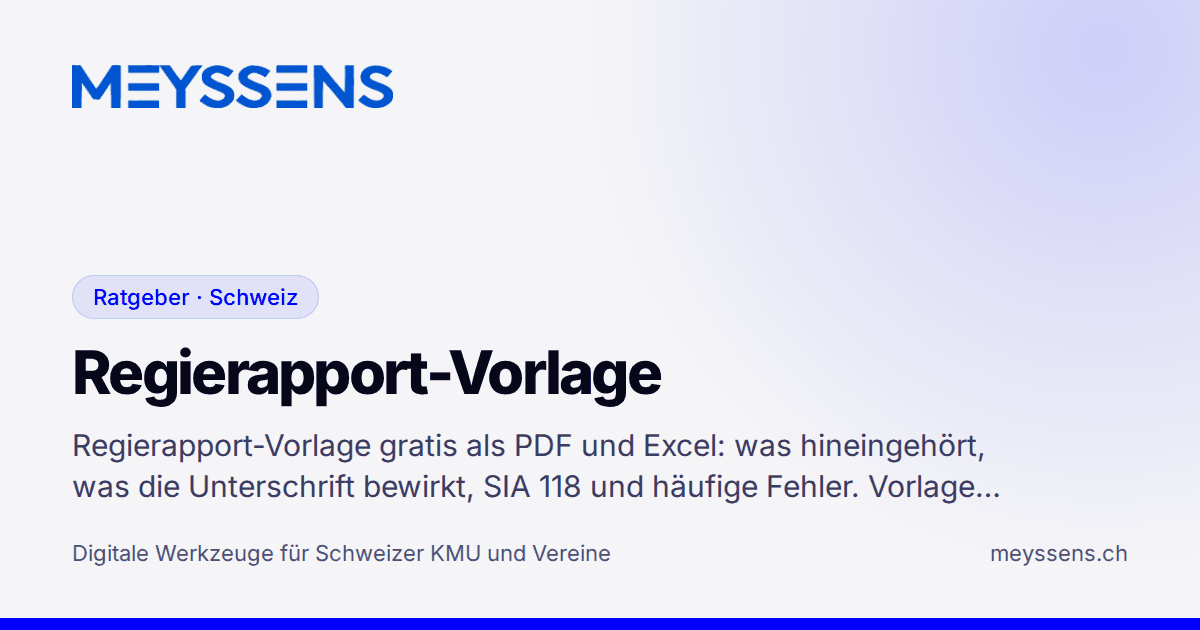 MEYSSENS
Ratgeber · Schweiz
Regierapport-Vorlage
Regierapport-Vorlage gratis als PDF und Excel: was hineingehört,
was die Unterschrift bewirkt, SIA 118 und häufige Fehler. Vorlage...
Digitale Werkzeuge für Schweizer KMU und Vereine
meyssens.ch